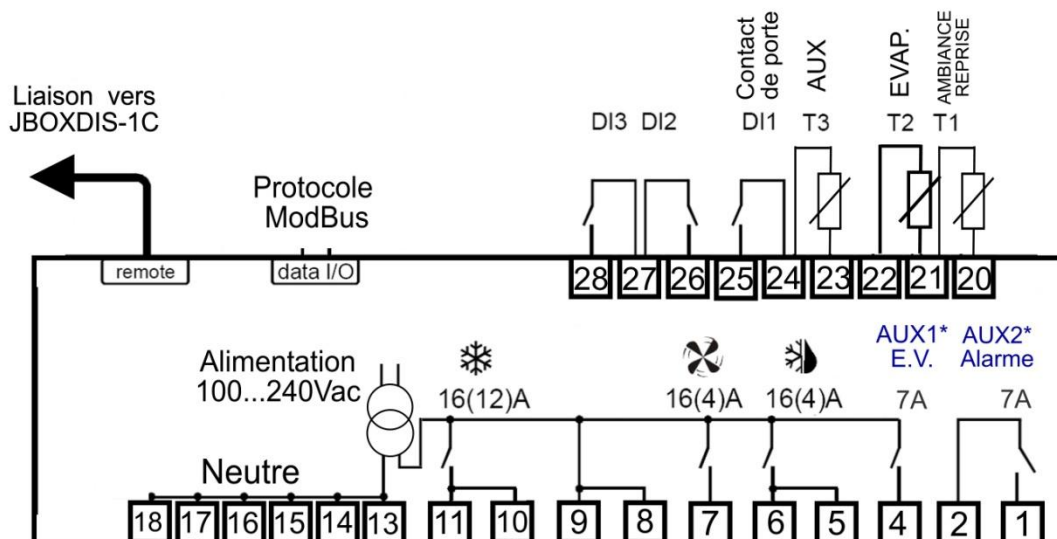 Liaison vers
JBOXDIS-1C
Protocole
ModBus
Contact
de porte
AUX
EVAP.
AMBIANCE
REPRISE
DI3 DI2 DI1 T3 T2 T1
remote
data I/O
28 27 26 25 24 23 22 21 20
Alimentation
100...240Vac
AUX1* AUX2*
E.V. Alarme
16(12)A 16(4)A 16(4)A 7A 7A
Neutre
18 17 16 15 14 13 11 10 9 8 7 6 5 4 2 1